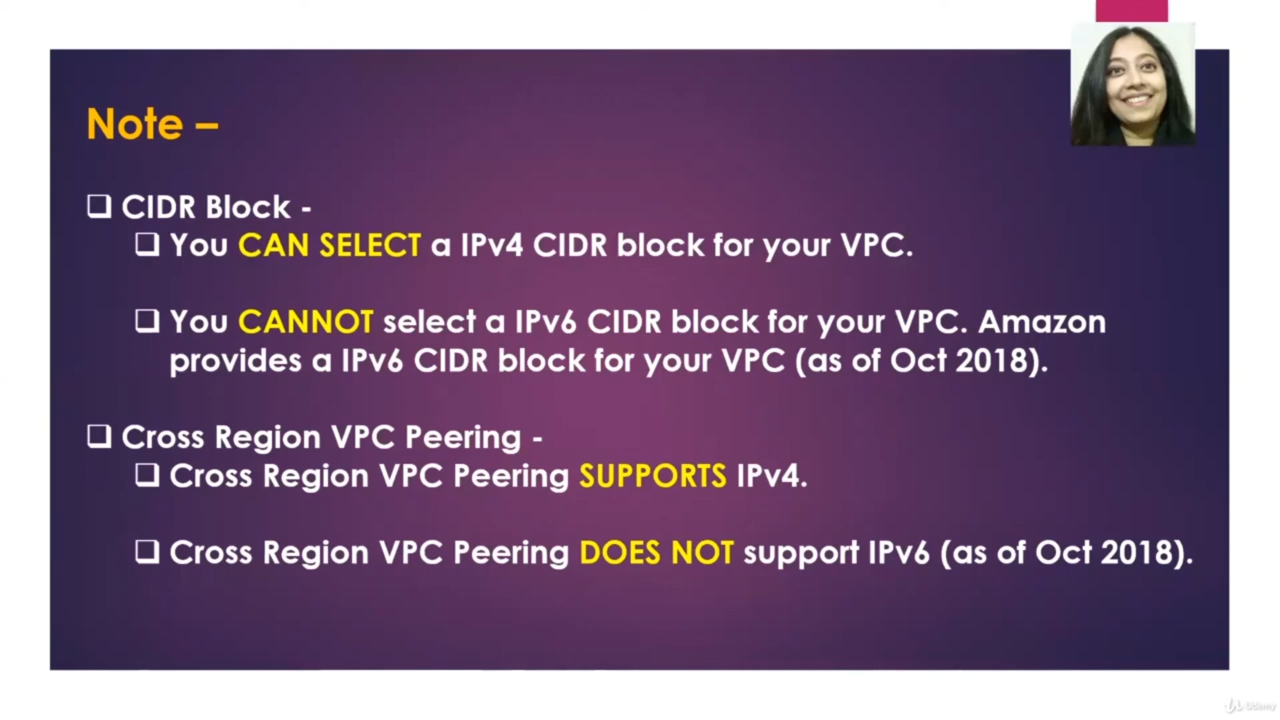 Note –
❑ CIDR Block -
❑ You CAN SELECT a IPv4 CIDR block for your VPC.
❑ You CANNOT select a IPv6 CIDR block for your VPC. Amazon
provides a IPv6 CIDR block for your VPC (as of Oct 2018).
❑ Cross Region VPC Peering -
❑ Cross Region VPC Peering SUPPORTS IPv4.
❑ Cross Region VPC Peering DOES NOT support IPv6 (as of Oct 2018).
Udemy